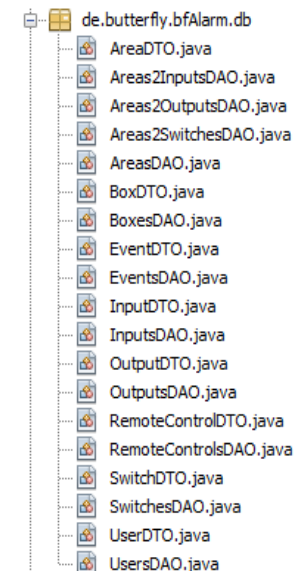 de.butterfly.bfAlarm.db
AreaDTO.java
Areas2InputsDAO.java
Areas2OutputsDAO.java
Areas2SwitchesDAO.java
AreasDAO.java
BoxDTO.java
BoxesDAO.java
EventDTO.java
EventsDAO.java
InputDTO.java
InputsDAO.java
OutputDTO.java
OutputsDAO.java
RemoteControlDTO.java
RemoteControlsDAO.java
SwitchDTO.java
SwitchesDAO.java
UserDTO.java
UsersDAO.java